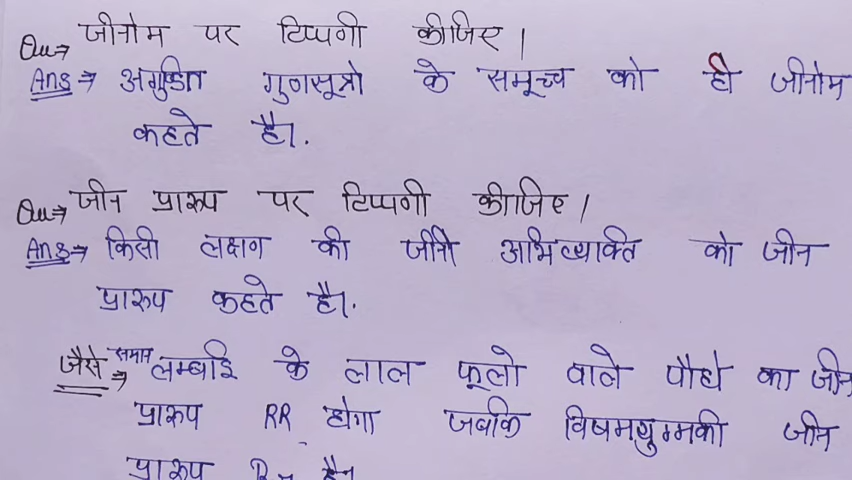 Qu⇒ जीनोम पर टिप्पणी कीजिए।
Ans⇒ अगुणित गुणसूत्रो के समूच्च को ही जीनोम
कहते है।
Qu⇒ जीन प्रारूप पर टिप्पणी कीजिए।
Ans⇒ किसी लक्षण की जीनी अभिव्यक्ति को जीन
प्रारूप कहते है।
जैसे⇒ समान लम्बाई के लाल फूलो वाले पौधे का जीन
प्रारूप RR होगा जबकि विषमयुग्मकी जीन
प्रारूप